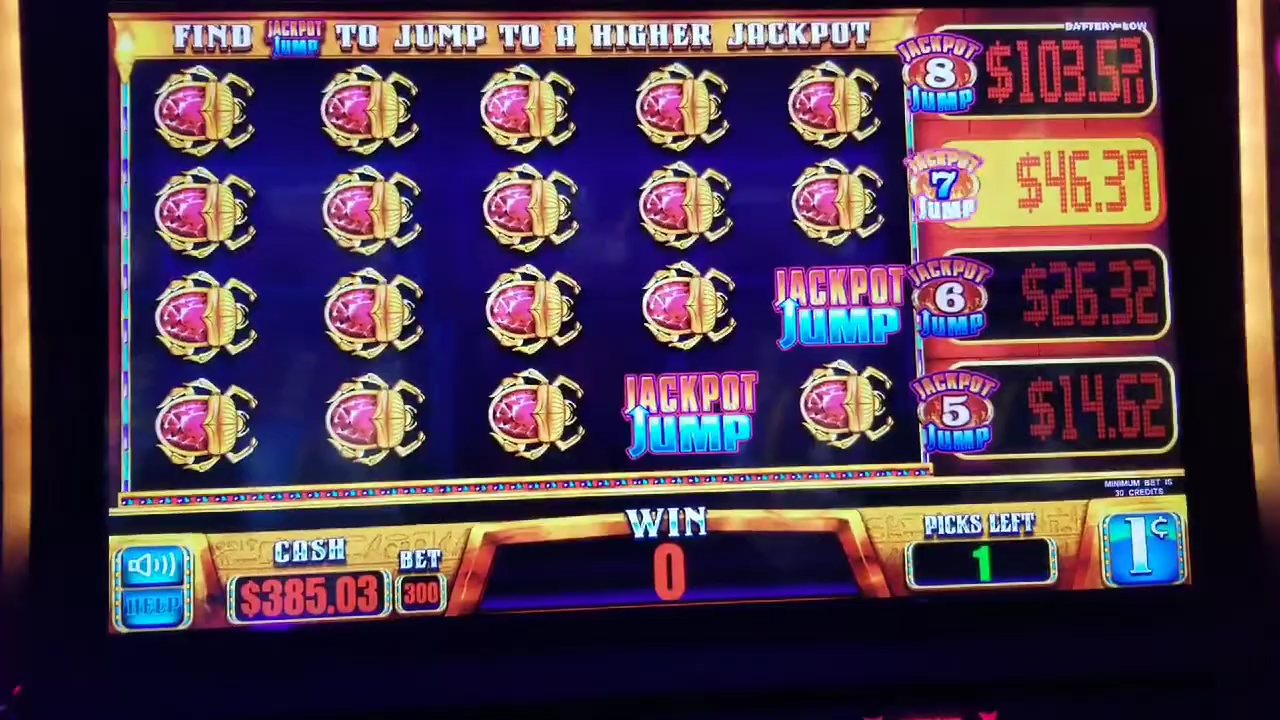 FIND JACKPOT JUMP TO JUMP TO A HIGHER JACKPOT
BATTERY LOW
JACKPOT 8 JUMP
$103.5
JACKPOT 7 JUMP
$46.37
JACKPOT JUMP
JACKPOT 6 JUMP
$26.32
JACKPOT JUMP
JACKPOT 5 JUMP
$14.62
MINIMUM BET IS
30 CREDITS
HELP
CASH
$385.03
BET
300
WIN
0
PICKS LEFT
1
1¢